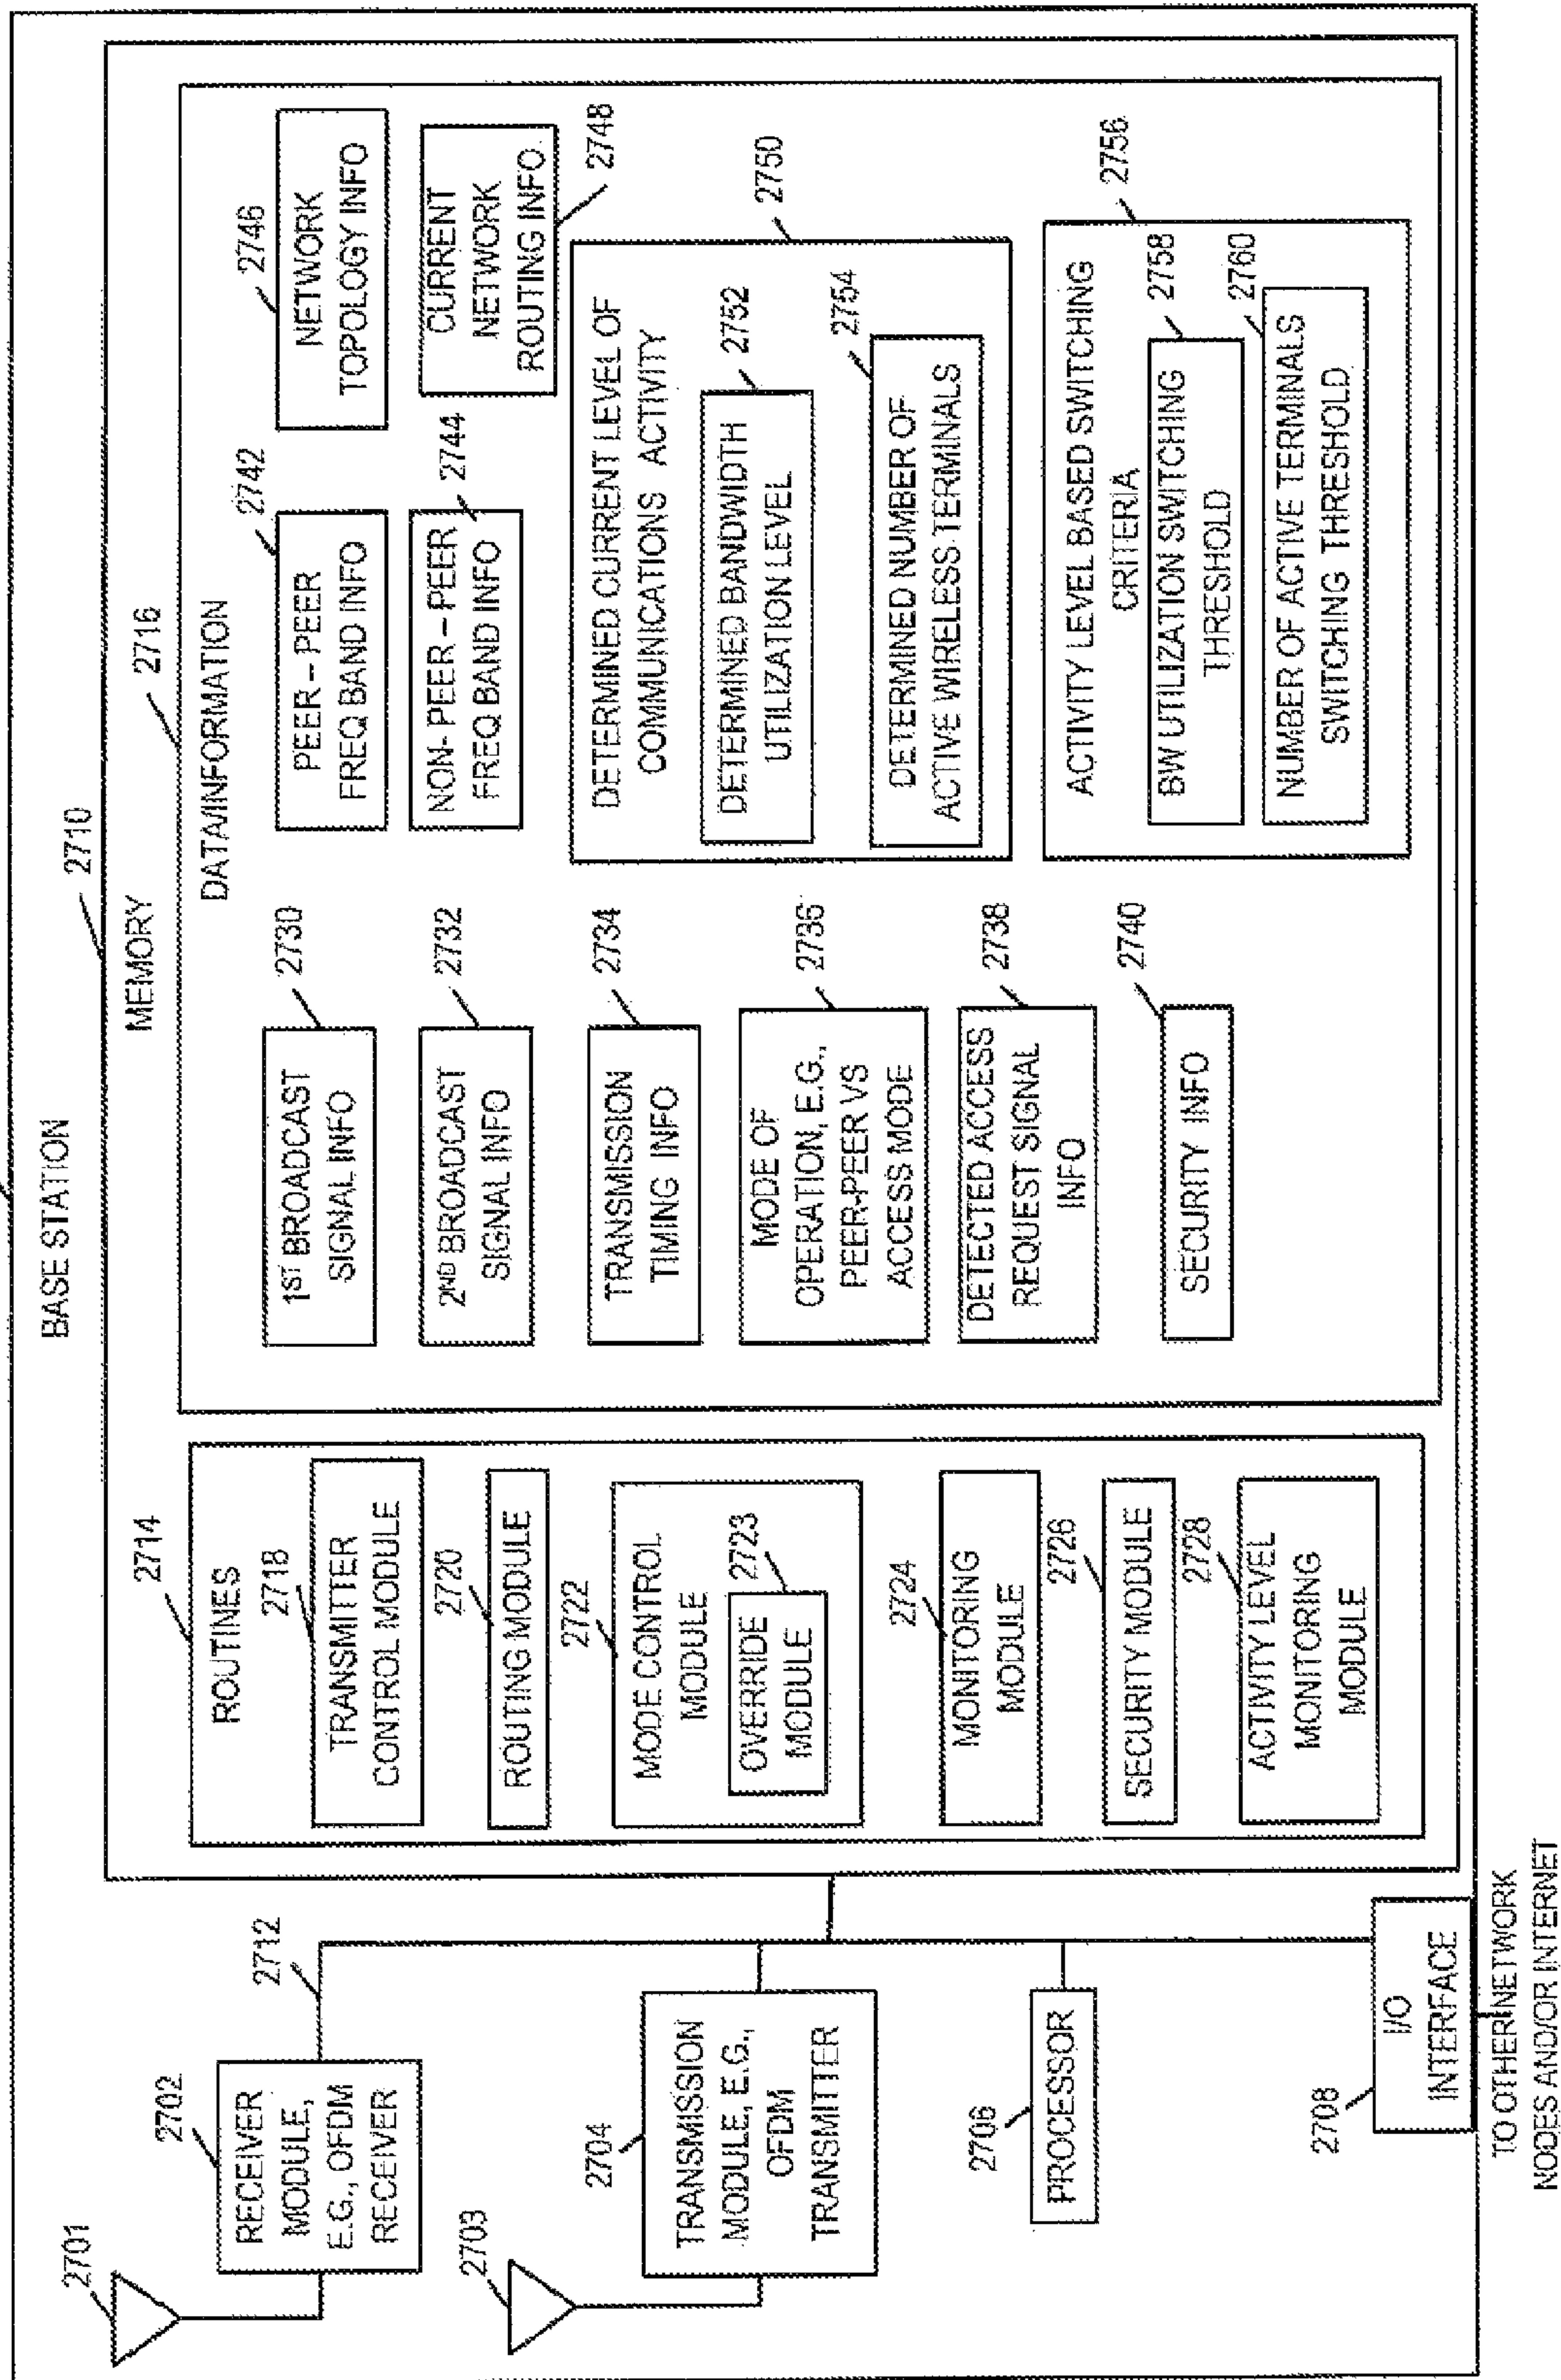 BASE STATION
2710
MEMORY
2716
DATA/INFORMATION
2701
2702
RECEIVER
MODULE,
E.G., OFDM
RECEIVER
2712
2703
2704
TRANSMISSION
MODULE, E.G.,
OFDM
TRANSMITTER
2706
PROCESSOR
2708
I/O
INTERFACE
TO OTHER NETWORK
NODES AND/OR INTERNET
2714
ROUTINES
2718
TRANSMITTER
CONTROL MODULE
2720
ROUTING MODULE
2722
MODE CONTROL
MODULE
2723
OVERRIDE
MODULE
2724
MONITORING
MODULE
2726
SECURITY MODULE
2728
ACTIVITY LEVEL
MONITORING
MODULE
2730
1ST BROADCAST
SIGNAL INFO
2732
2ND BROADCAST
SIGNAL INFO
2734
TRANSMISSION
TIMING INFO
2736
MODE OF
OPERATION, E.G.,
PEER-PEER VS
ACCESS MODE
2738
DETECTED ACCESS
REQUEST SIGNAL
INFO
2740
SECURITY INFO
2742
PEER – PEER
FREQ BAND INFO
2744
NON- PEER – PEER
FREQ BAND INFO
2746
NETWORK
TOPOLOGY INFO
2748
CURRENT
NETWORK
ROUTING INFO.
2750
DETERMINED CURRENT LEVEL OF
COMMUNICATIONS ACTIVITY
2752
DETERMINED BANDWIDTH
UTILIZATION LEVEL
2754
DETERMINED NUMBER OF
ACTIVE WIRELESS TERMINALS
2756
ACTIVITY LEVEL BASED SWITCHING
CRITERIA
2758
BW UTILIZATION SWITCHING
THRESHOLD
2760
NUMBER OF ACTIVE TERMINALS
SWITCHING THRESHOLD